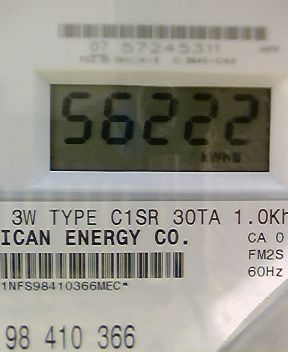 07 57245311
56222
kWh
3W TYPE C1SR 30TA 1.0Kh
ICAN ENERGY CO.
CA 0
FM2S
60Hz
1NFS98410366MEC*
98 410 366